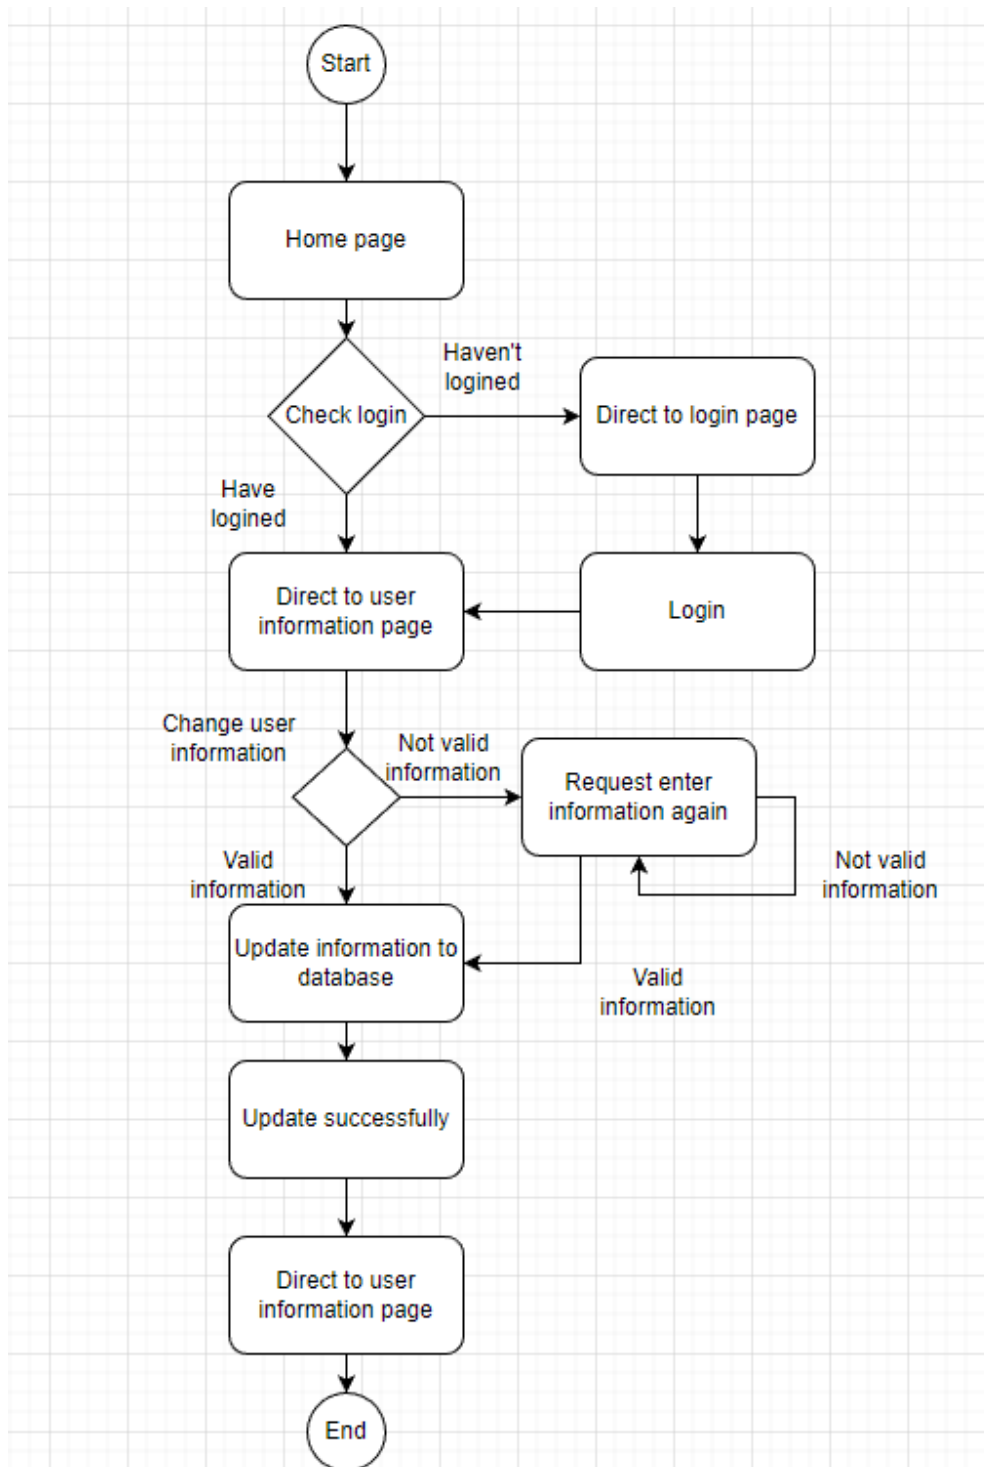 Start
Home page
Haven't
logined
Check login
Direct to login page
Have
logined
Direct to user
information page
Login
Change user
information
Not valid
information
Request enter
information again
Valid
information
Not valid
information
Update information to
database
Valid
information
Update successfully
Direct to user
information page
End